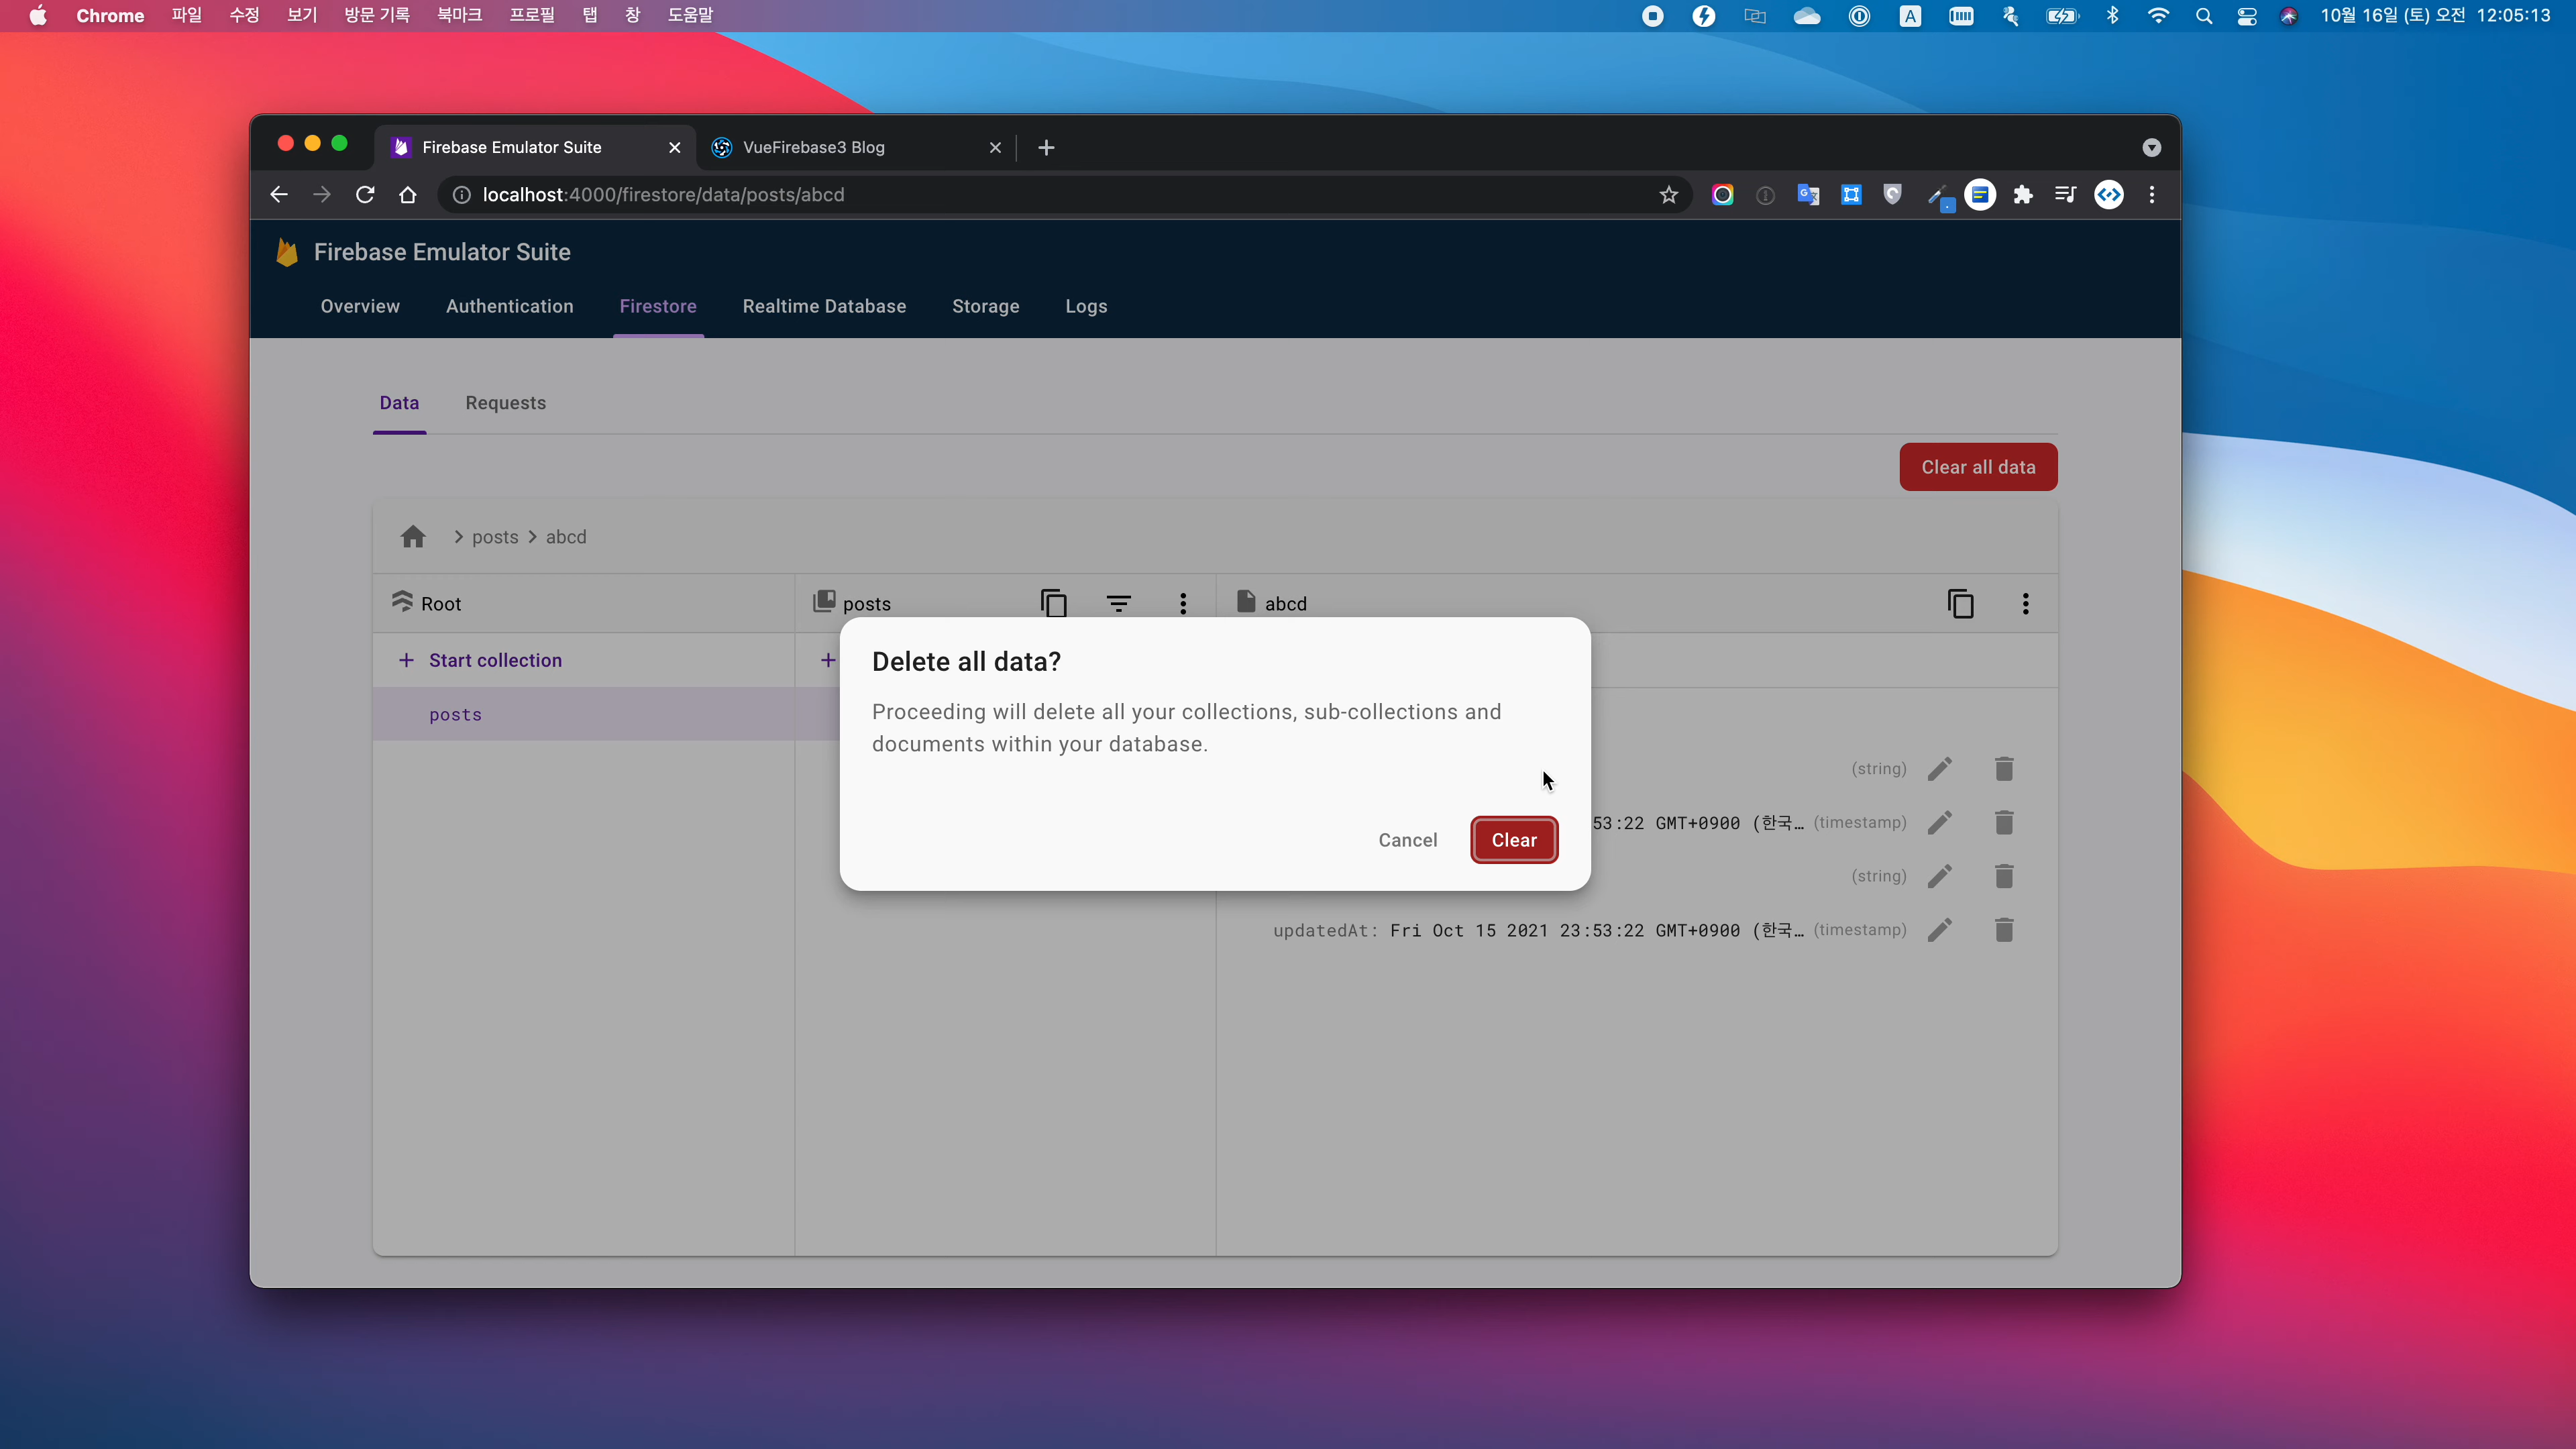 Chrome 파일 수정 보기 방문 기록 북마크 프로필 탭 창 도움말 A 10월 16일 (토) 오전 12:05:13
Firebase Emulator Suite VueFirebase3 Blog
localhost:4000/firestore/data/posts/abcd
Firebase Emulator Suite
Overview Authentication Firestore Realtime Database Storage Logs
Data Requests
Clear all data
posts abcd
Root posts abcd
Start collection
posts
Delete all data?
Proceeding will delete all your collections, sub-collections and
documents within your database.
(string)
53:22 GMT+0900 (한국… (timestamp)
Cancel Clear
(string)
updatedAt: Fri Oct 15 2021 23:53:22 GMT+0900 (한국… (timestamp)